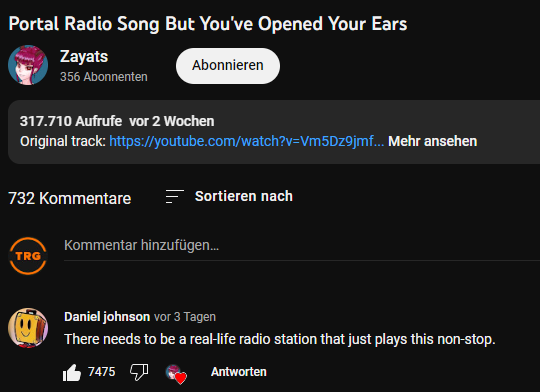 Portal Radio Song But You've Opened Your Ears
Zayats
356 Abonnenten
Abonnieren
317.710 Aufrufe vor 2 Wochen
Original track: https://youtube.com/watch?v=Vm5Dz9jmf... Mehr ansehen
732 Kommentare
Sortieren nach
TRG
Kommentar hinzufügen...
Daniel johnson vor 3 Tagen
There needs to be a real-life radio station that just plays this non-stop.
7475
Antworten